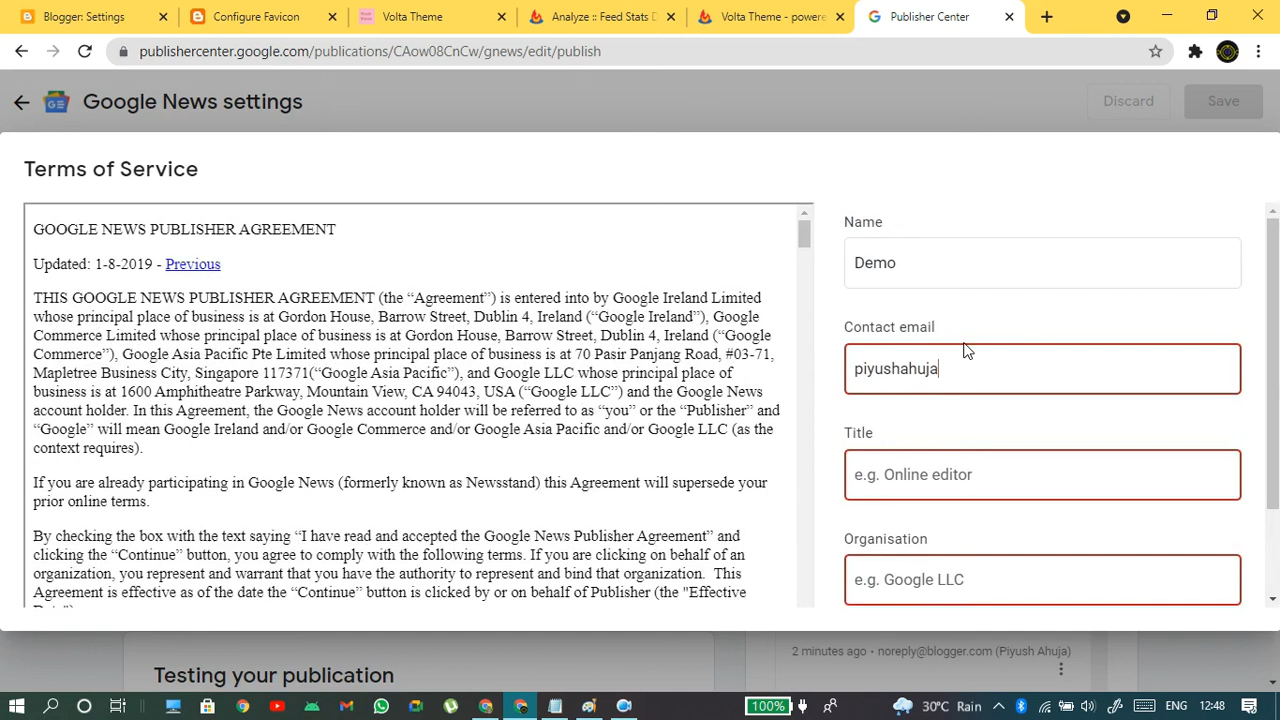 Blogger: Settings
Configure Favicon
Volta Theme
Analyze :: Feed Stats D
Volta Theme - powere
Publisher Center
publishercenter.google.com/publications/CAow08CnCw/gnews/edit/publish
Google News settings
Discard
Save
Terms of Service
GOOGLE NEWS PUBLISHER AGREEMENT
Updated: 1-8-2019 - Previous
THIS GOOGLE NEWS PUBLISHER AGREEMENT (the “Agreement”) is entered into by Google Ireland Limited
whose principal place of business is at Gordon House, Barrow Street, Dublin 4, Ireland (“Google Ireland”), Google
Commerce Limited whose principal place of business is at Gordon House, Barrow Street, Dublin 4, Ireland (“Google
Commerce”), Google Asia Pacific Pte Limited whose principal place of business is at 70 Pasir Panjang Road, #03-71,
Mapletree Business City, Singapore 117371(“Google Asia Pacific”), and Google LLC whose principal place of
business is at 1600 Amphitheatre Parkway, Mountain View, CA 94043, USA (“Google LLC”) and the Google News
account holder. In this Agreement, the Google News account holder will be referred to as “you” or the “Publisher” and
“Google” will mean Google Ireland and/or Google Commerce and/or Google Asia Pacific and/or Google LLC (as the
context requires).
If you are already participating in Google News (formerly known as Newsstand) this Agreement will supersede your
prior online terms.
By checking the box with the text saying “I have read and accepted the Google News Publisher Agreement” and
clicking the “Continue” button, you agree to comply with the following terms. If you are clicking on behalf of an
organization, you represent and warrant that you have the authority to represent and bind that organization. This
Agreement is effective as of the date the “Continue” button is clicked by or on behalf of Publisher (the "Effective
Date")
Name
Demo
Contact email
piyushahuja
Title
e.g. Online editor
Organisation
e.g. Google LLC
Testing your publication
2 minutes ago • noreply@blogger.com (Piyush Ahuja)
100%
30°C Rain
ENG
12:48